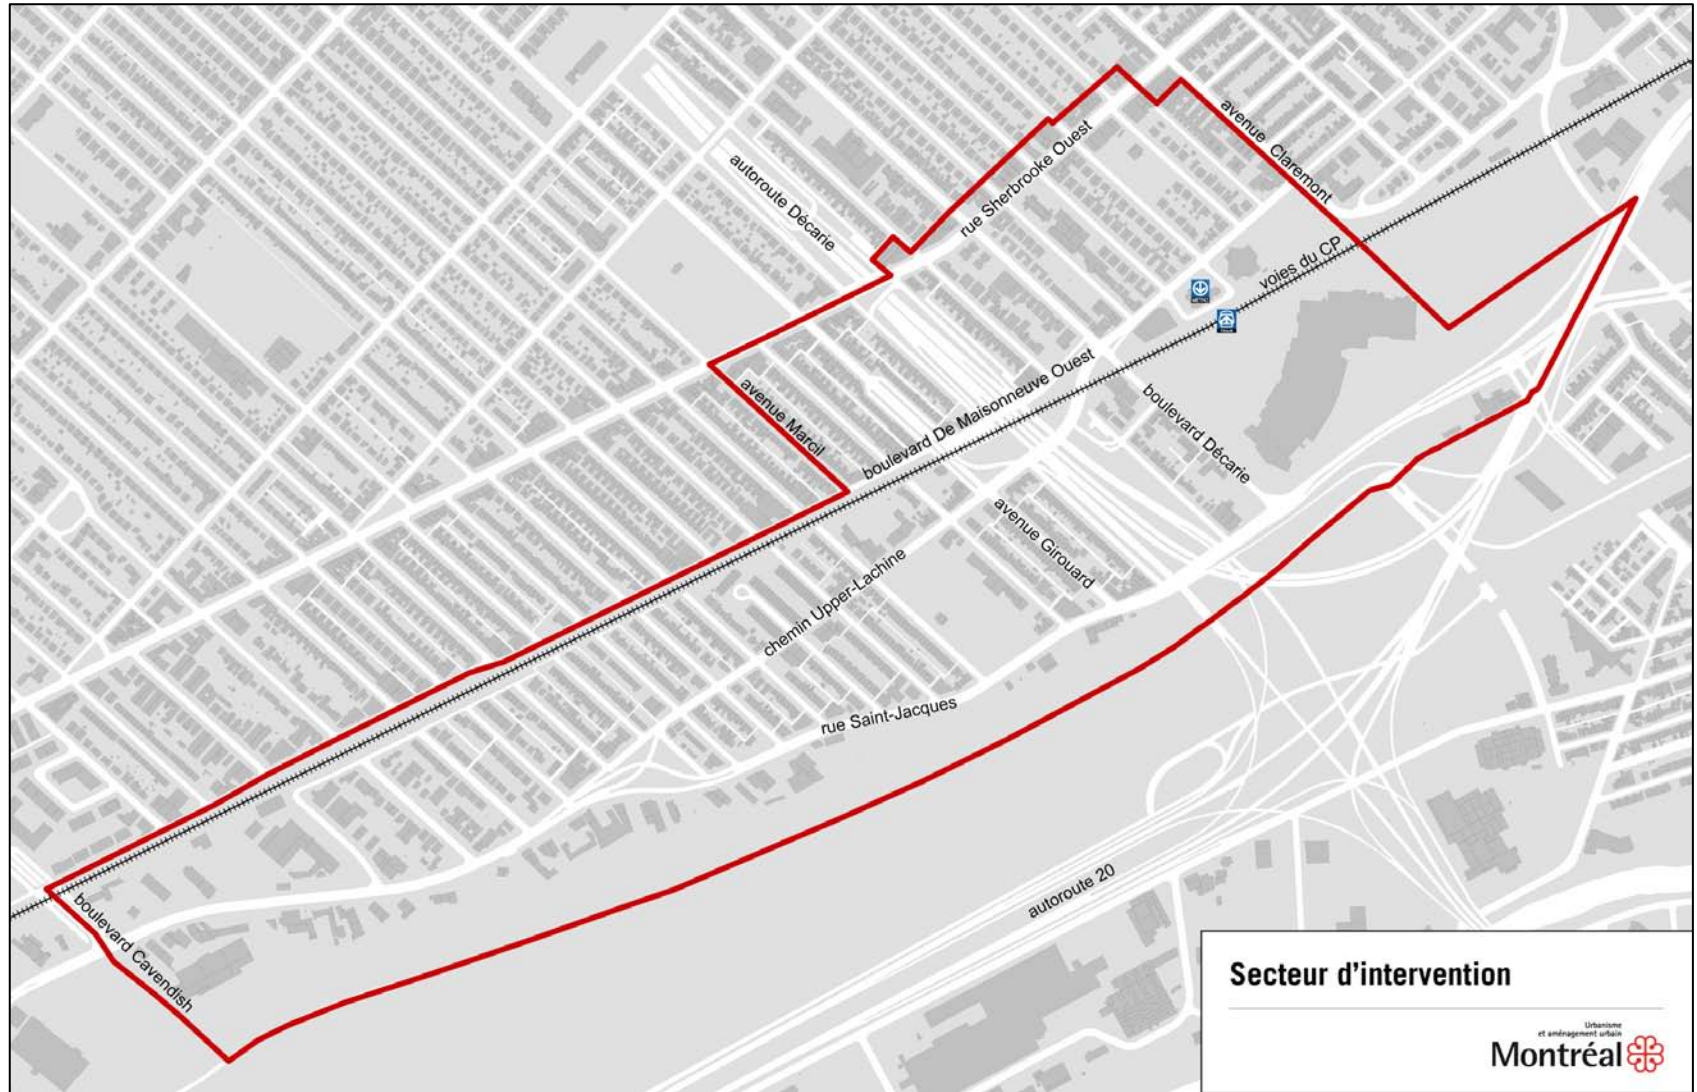 avenue Claremont
rue Sherbrooke Ouest
autoroute Décarie
voies du CP
MÉTRO
boulevard De Maisonneuve Ouest
avenue Marcil
boulevard Décarie
avenue Girouard
chemin Upper-Lachine
rue Saint-Jacques
autoroute 20
boulevard Cavendish
Secteur d'intervention
Urbanisme
et aménagement urbain
Montréal